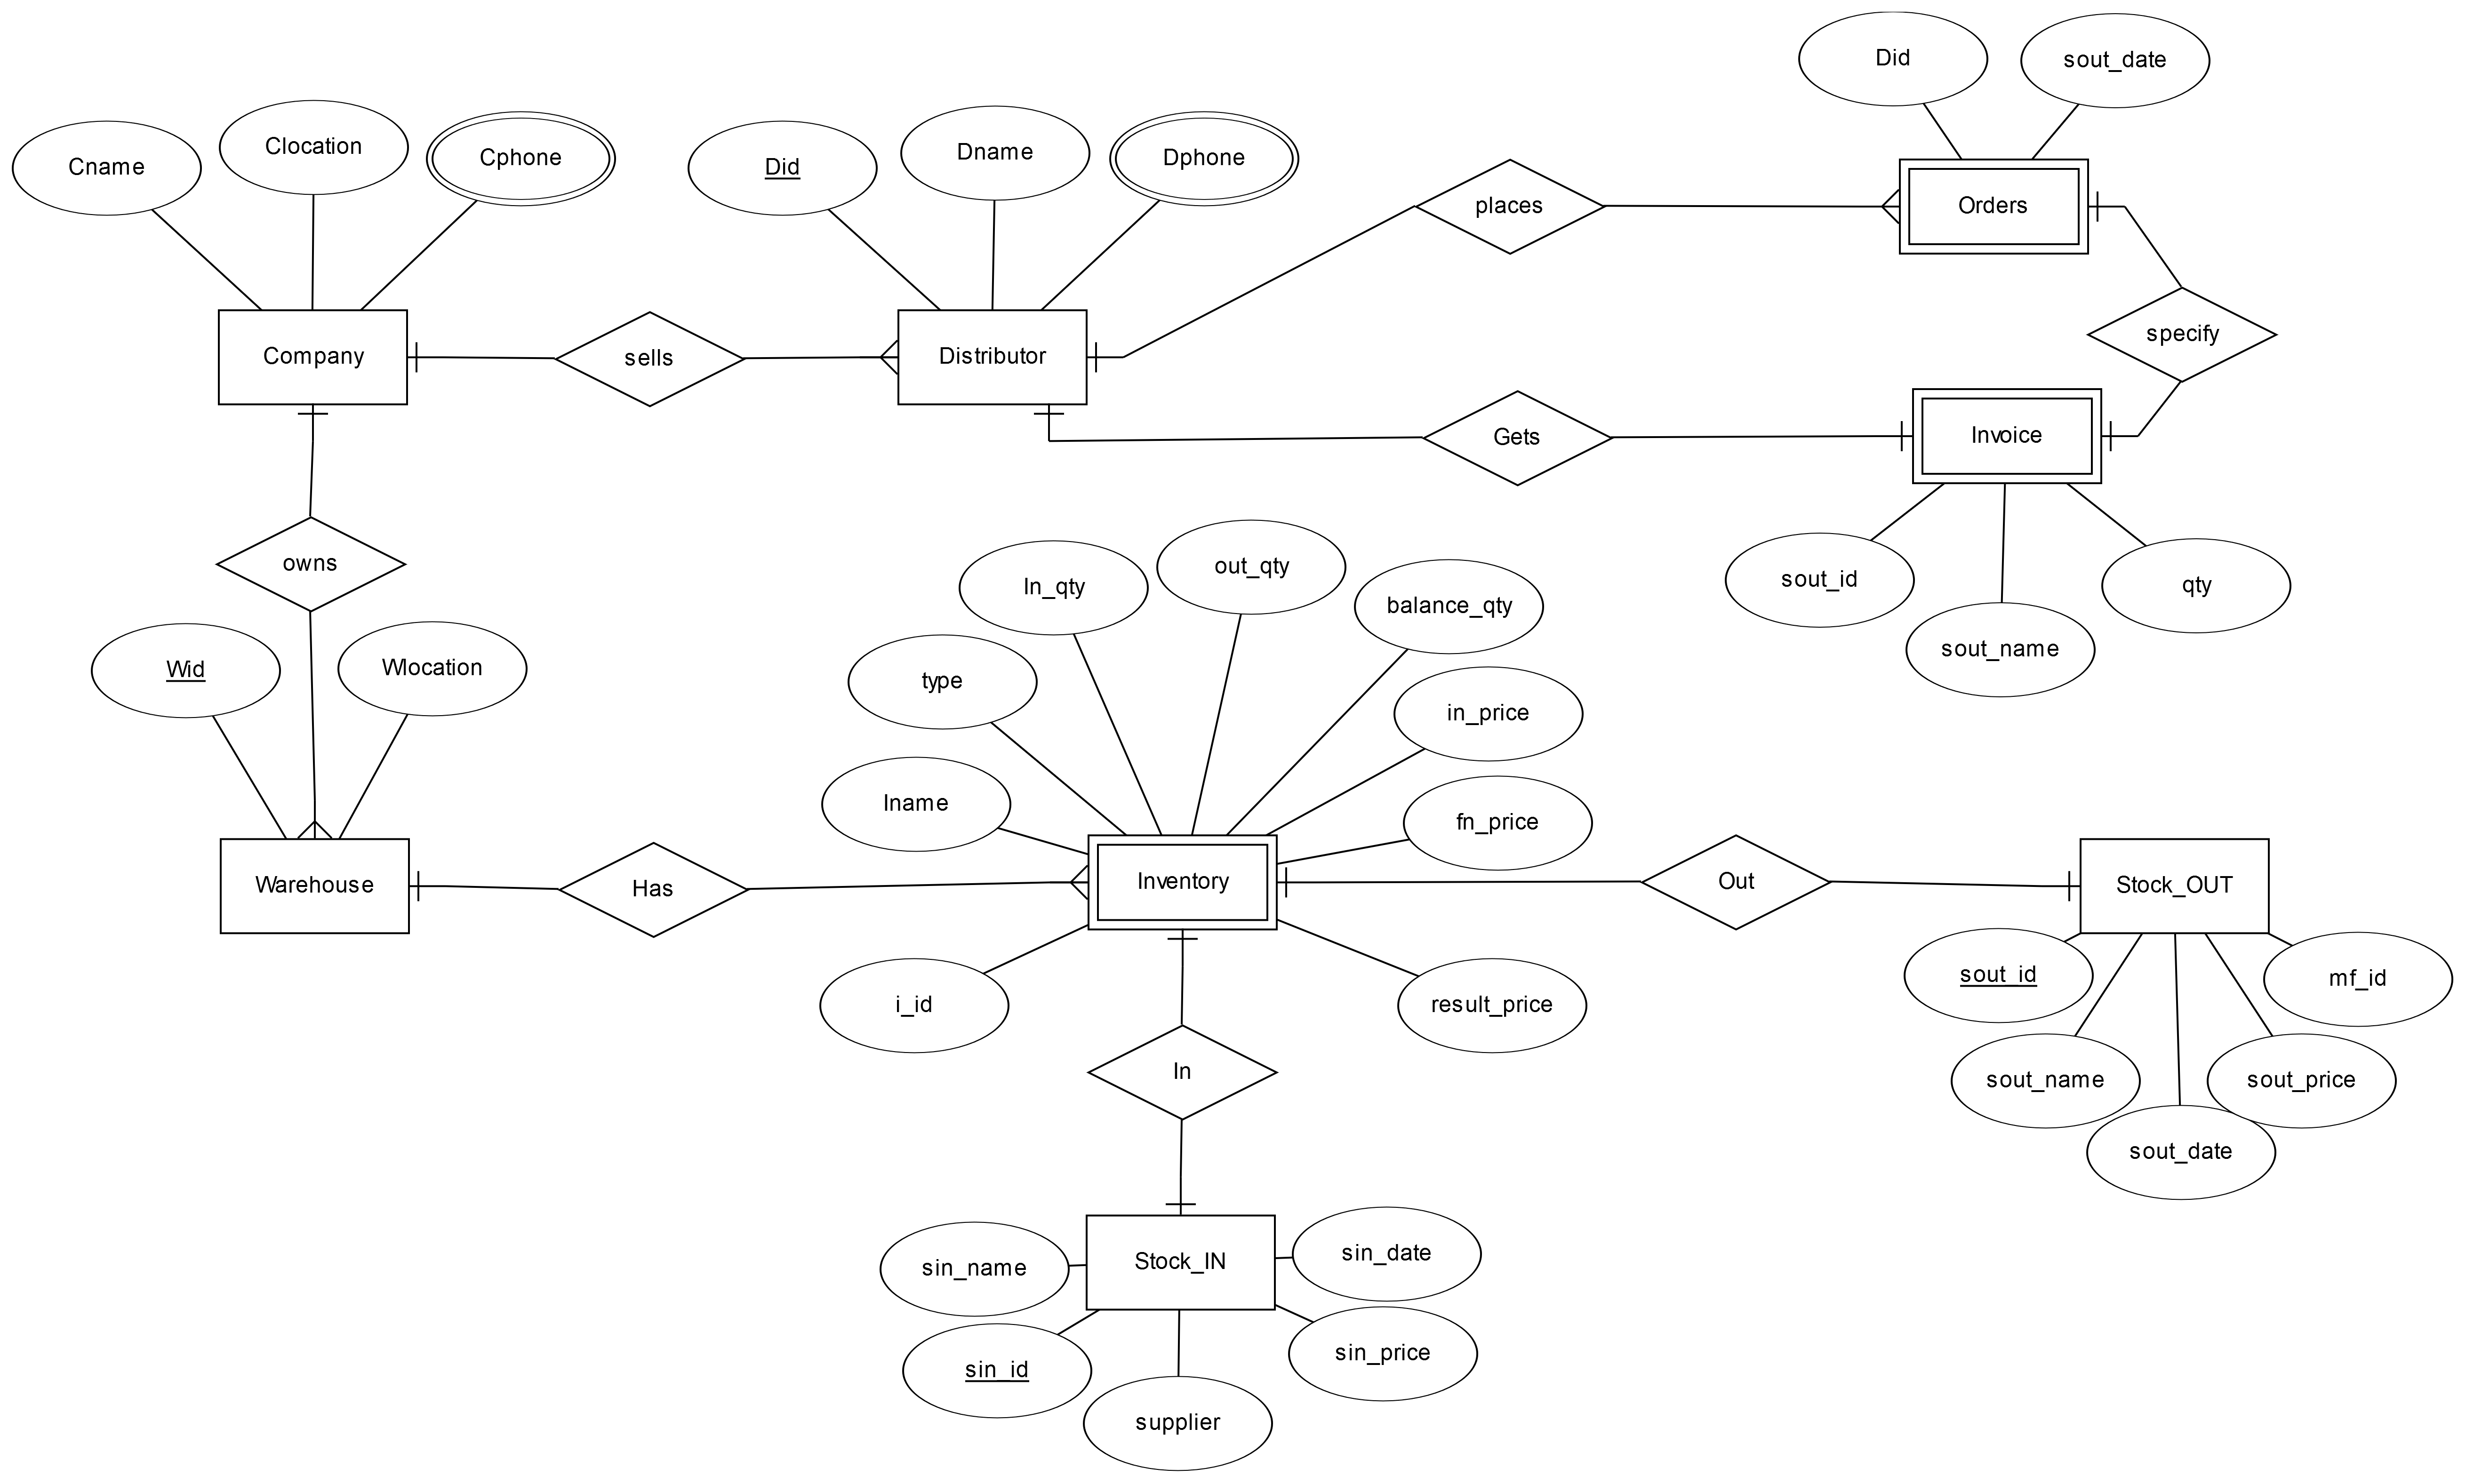 Did
sout_date
Cname
Clocation
Cphone
Did
Dname
Dphone
places
Orders
Company
sells
Distributor
specify
Gets
Invoice
owns
In_qty
out_qty
balance_qty
sout_id
sout_name
qty
Wid
Wlocation
type
in_price
Iname
fn_price
Warehouse
Has
Inventory
Out
Stock_OUT
i_id
result_price
sout_id
mf_id
In
sout_name
sout_price
sout_date
sin_name
Stock_IN
sin_date
sin_id
sin_price
supplier